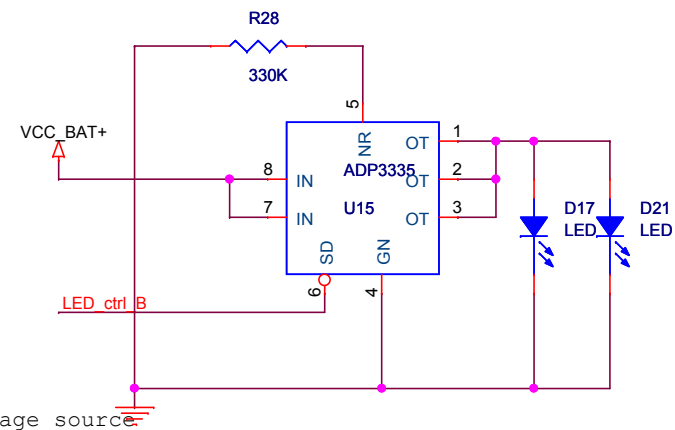 R28
330K
VCC_BAT+
5
NR
1
OT
8
IN
ADP3335
2
OT
7
IN
U15
3
OT
D17
LED
D21
LED
SD
GN
6
4
LED_ctrl_B
age source